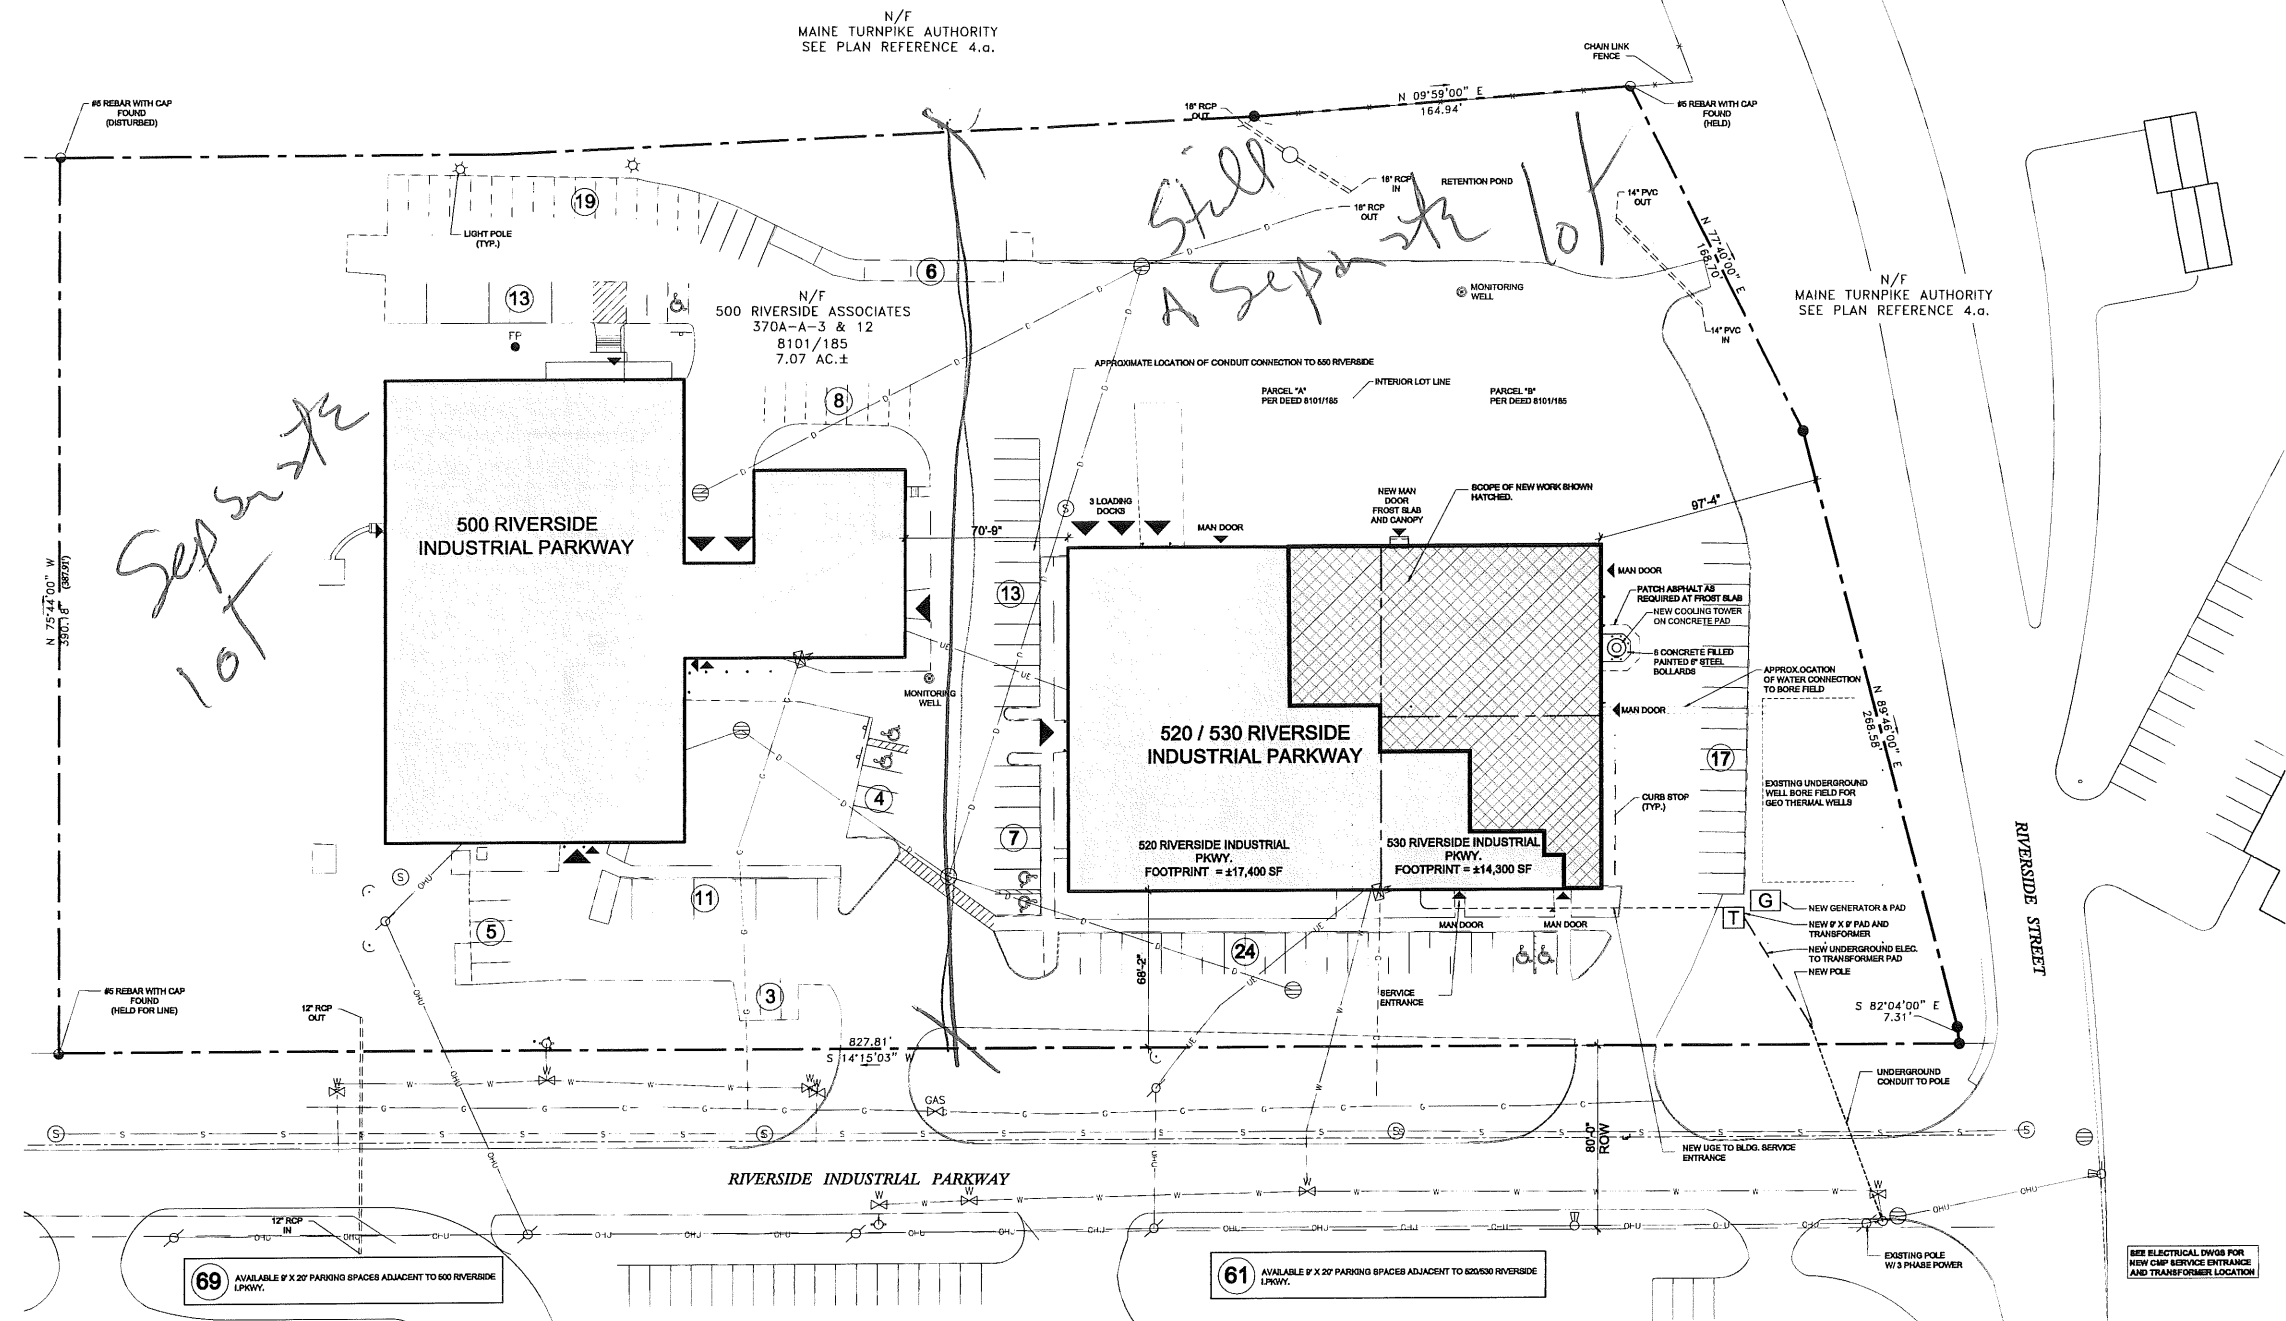 N/F
MAINE TURNPIKE AUTHORITY
SEE PLAN REFERENCE 4.a.
CHAIN LINK
FENCE
#5 REBAR WITH CAP
FOUND
(DISTURBED)
18" RCP
OUT
N 09°59'00" E
164.94'
#5 REBAR WITH CAP
FOUND
(HELD)
Still
A Separate lot
18" RCP
IN
RETENTION POND
18" RCP
OUT
14" PVC
OUT
N 77°40'00" E
168.70'
19
LIGHT POLE
(TYP.)
6
13
FP
N/F
500 RIVERSIDE ASSOCIATES
370A-A-3 & 12
8101/185
7.07 AC.±
MONITORING
WELL
14" PVC
IN
N/F
MAINE TURNPIKE AUTHORITY
SEE PLAN REFERENCE 4.a.
APPROXIMATE LOCATION OF CONDUIT CONNECTION TO 550 RIVERSIDE
PARCEL "A"
PER DEED 8101/185
INTERIOR LOT LINE
PARCEL "B"
PER DEED 8101/185
8
Separate
lot
N 75°44'00" W (387.91')
390.18'
500 RIVERSIDE
INDUSTRIAL PARKWAY
70'-9"
3 LOADING
DOCKS
MAN DOOR
NEW MAN
DOOR
FROST SLAB
AND CANOPY
SCOPE OF NEW WORK SHOWN
HATCHED.
97'-4"
13
MAN DOOR
PATCH ASPHALT AS
REQUIRED AT FROST SLAB
NEW COOLING TOWER
ON CONCRETE PAD
6 CONCRETE FILLED
PAINTED 6" STEEL
BOLLARDS
APPROX.OCATION
OF WATER CONNECTION
TO BORE FIELD
MAN DOOR
MONITORING
WELL
N 89°46'00" E
268.58'
520 / 530 RIVERSIDE
INDUSTRIAL PARKWAY
17
4
7
CURB STOP
(TYP.)
EXISTING UNDERGROUND
WELL BORE FIELD FOR
GEO THERMAL WELLS
520 RIVERSIDE INDUSTRIAL
PKWY.
FOOTPRINT = ±17,400 SF
530 RIVERSIDE INDUSTRIAL
PKWY.
FOOTPRINT = ±14,300 SF
RIVERSIDE STREET
11
5
3
24
G
T
NEW GENERATOR & PAD
NEW 9' X 9' PAD AND
TRANSFORMER
NEW UNDERGROUND ELEC.
TO TRANSFORMER PAD
NEW POLE
MAN DOOR
MAN DOOR
68'-2"
SERVICE
ENTRANCE
#5 REBAR WITH CAP
FOUND
(HELD FOR LINE)
12" RCP
OUT
S 82°04'00" E
7.31'
827.81'
S 14°15'03" W
UNDERGROUND
CONDUIT TO POLE
GAS
80'-0"
ROW
NEW UGE TO BLDG. SERVICE
ENTRANCE
RIVERSIDE INDUSTRIAL PARKWAY
12" RCP
IN
EXISTING POLE
W/ 3 PHASE POWER
69 AVAILABLE 9' X 20' PARKING SPACES ADJACENT TO 500 RIVERSIDE
I.PKWY.
61 AVAILABLE 9' X 20' PARKING SPACES ADJACENT TO 520/530 RIVERSIDE
I.PKWY.
SEE ELECTRICAL DWGS FOR
NEW CMP SERVICE ENTRANCE
AND TRANSFORMER LOCATION